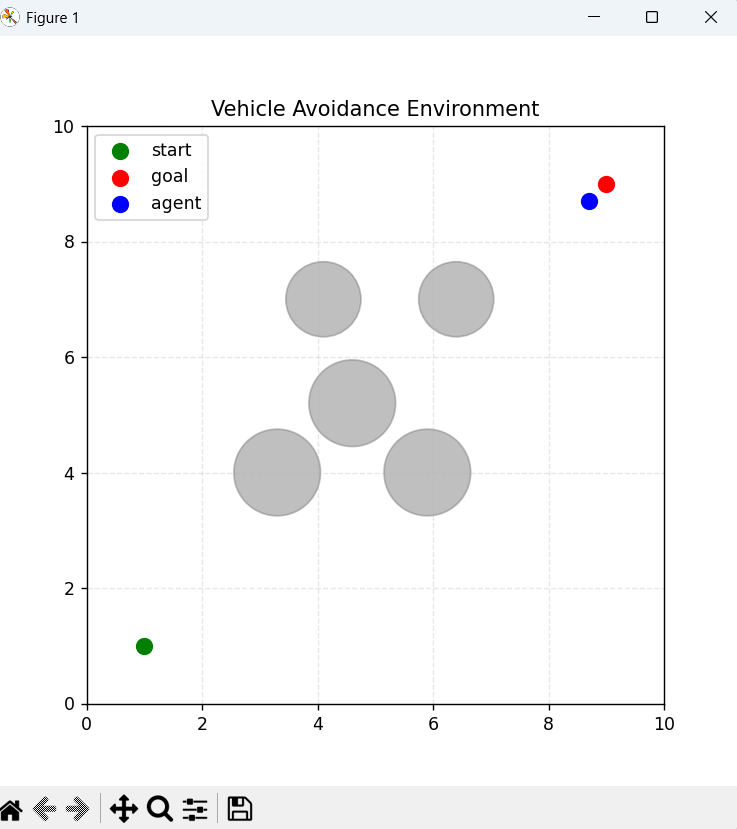 Figure 1
Vehicle Avoidance Environment
10
start
goal
agent
8
6
4
2
0
0 2 4 6 8 10